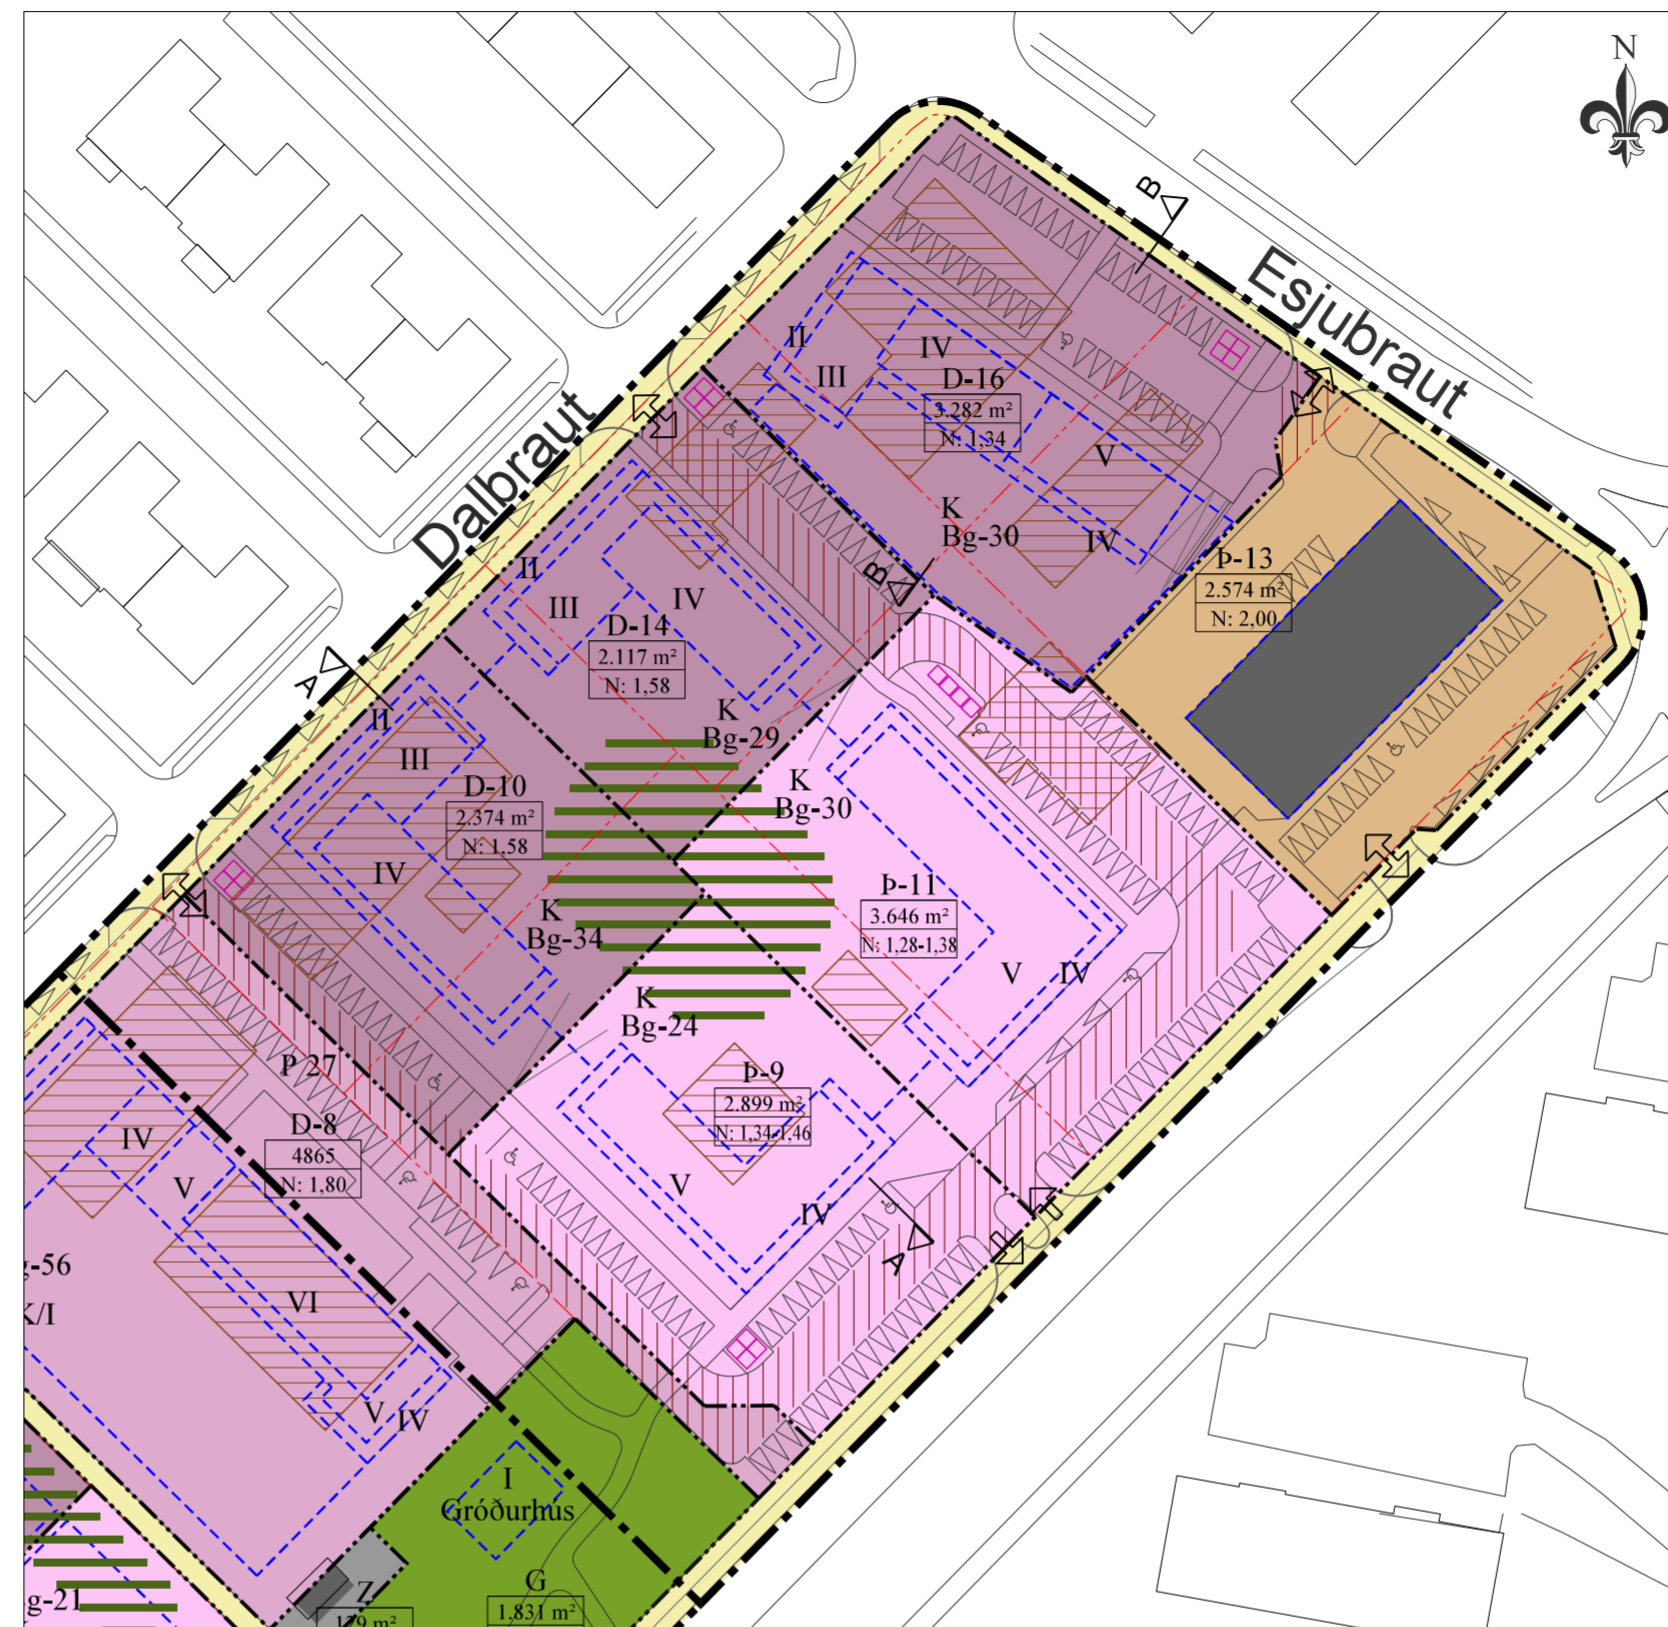 N
B
Esjubraut
Dalbraut
II
III
IV
D-16
3.282 m²
N: 1,34
V
IV
K
Bg-30
B
Þ-13
2.574 m²
N: 2,00
II
III
IV
D-14
2.117 m²
N: 1,58
K
Bg-29
A
II
III
D-10
2.374 m²
N: 1,58
IV
K
Bg-34
K
Bg-30
Þ-11
3.646 m²
N: 1,28-1,38
V
IV
K
Bg-24
Þ-9
2.899 m²
N: 1,34-1,46
V
IV
A
P 27
D-8
4865
N: 1,80
IV
V
-56
K/I
VI
V
IV
I
Gróðurhús
G
1.831 m²
Z
129 m²
g-21